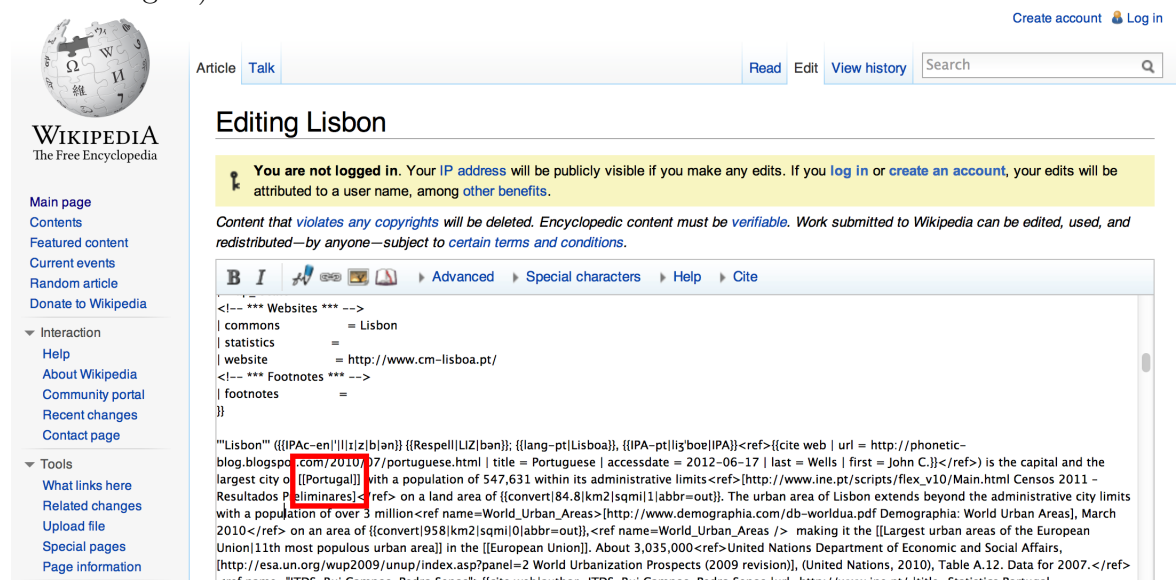 Create account Log in
Article Talk Read Edit View history Search
WIKIPEDIA
The Free Encyclopedia
Main page
Contents
Featured content
Current events
Random article
Donate to Wikipedia
Interaction
Help
About Wikipedia
Community portal
Recent changes
Contact page
Tools
What links here
Related changes
Upload file
Special pages
Page information
Editing Lisbon
You are not logged in. Your IP address will be publicly visible if you make any edits. If you log in or create an account, your edits will be
attributed to a user name, among other benefits.
Content that violates any copyrights will be deleted. Encyclopedic content must be verifiable. Work submitted to Wikipedia can be edited, used, and
redistributed—by anyone—subject to certain terms and conditions.
B I Advanced Special characters Help Cite
<!-- *** Websites *** -->
| commons = Lisbon
| statistics =
| website = http://www.cm-lisboa.pt/
<!-- *** Footnotes *** -->
| footnotes =
}}
'''Lisbon''' ({{IPAc-en|'|l|ɪ|z|b|ən}} {{Respell|LIZ|bən}}; {{lang-pt|Lisboa}}, {{IPA-pt|liʒˈboɐ|IPA}}<ref>{{cite web | url = http://phonetic-
blog.blogspot.com/2010/07/portuguese.html | title = Portuguese | accessdate = 2012-06-17 | last = Wells | first = John C.}}</ref>) is the capital and the
largest city of [[Portugal]] with a population of 547,631 within its administrative limits<ref>[http://www.ine.pt/scripts/flex_v10/Main.html Censos 2011 -
Resultados Preliminares]</ref> on a land area of {{convert|84.8|km2|sqmi|1|abbr=out}}. The urban area of Lisbon extends beyond the administrative city limits
with a population of over 3 million<ref name=World_Urban_Areas>[http://www.demographia.com/db-worldua.pdf Demographia: World Urban Areas], March
2010</ref> on an area of {{convert|958|km2|sqmi|0|abbr=out}},<ref name=World_Urban_Areas /> making it the [[Largest urban areas of the European
Union|11th most populous urban area]] in the [[European Union]]. About 3,035,000<ref>United Nations Department of Economic and Social Affairs,
[http://esa.un.org/wup2009/unup/index.asp?panel=2 World Urbanization Prospects (2009 revision)], (United Nations, 2010), Table A.12. Data for 2007.</ref>